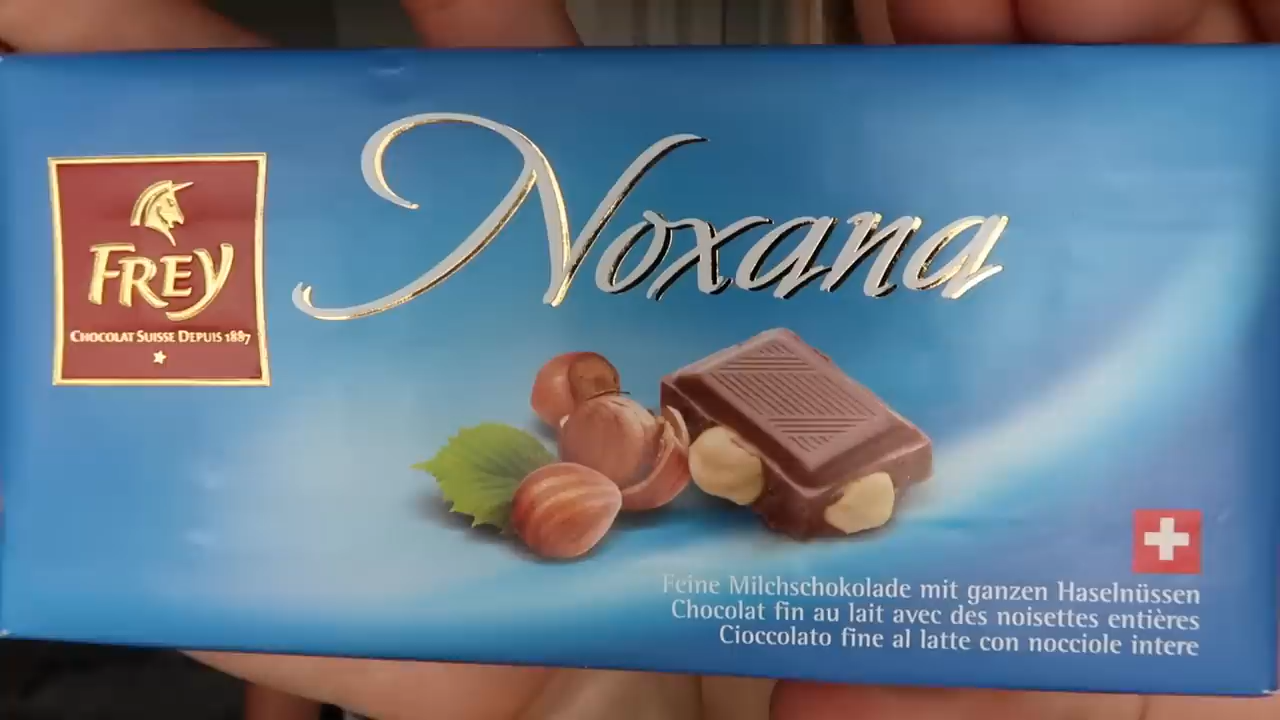 FREY
CHOCOLAT SUISSE DEPUIS 1887
Noxana
Feine Milchschokolade mit ganzen Haselnüssen
Chocolat fin au lait avec des noisettes entières
Cioccolato fine al latte con nocciole intere